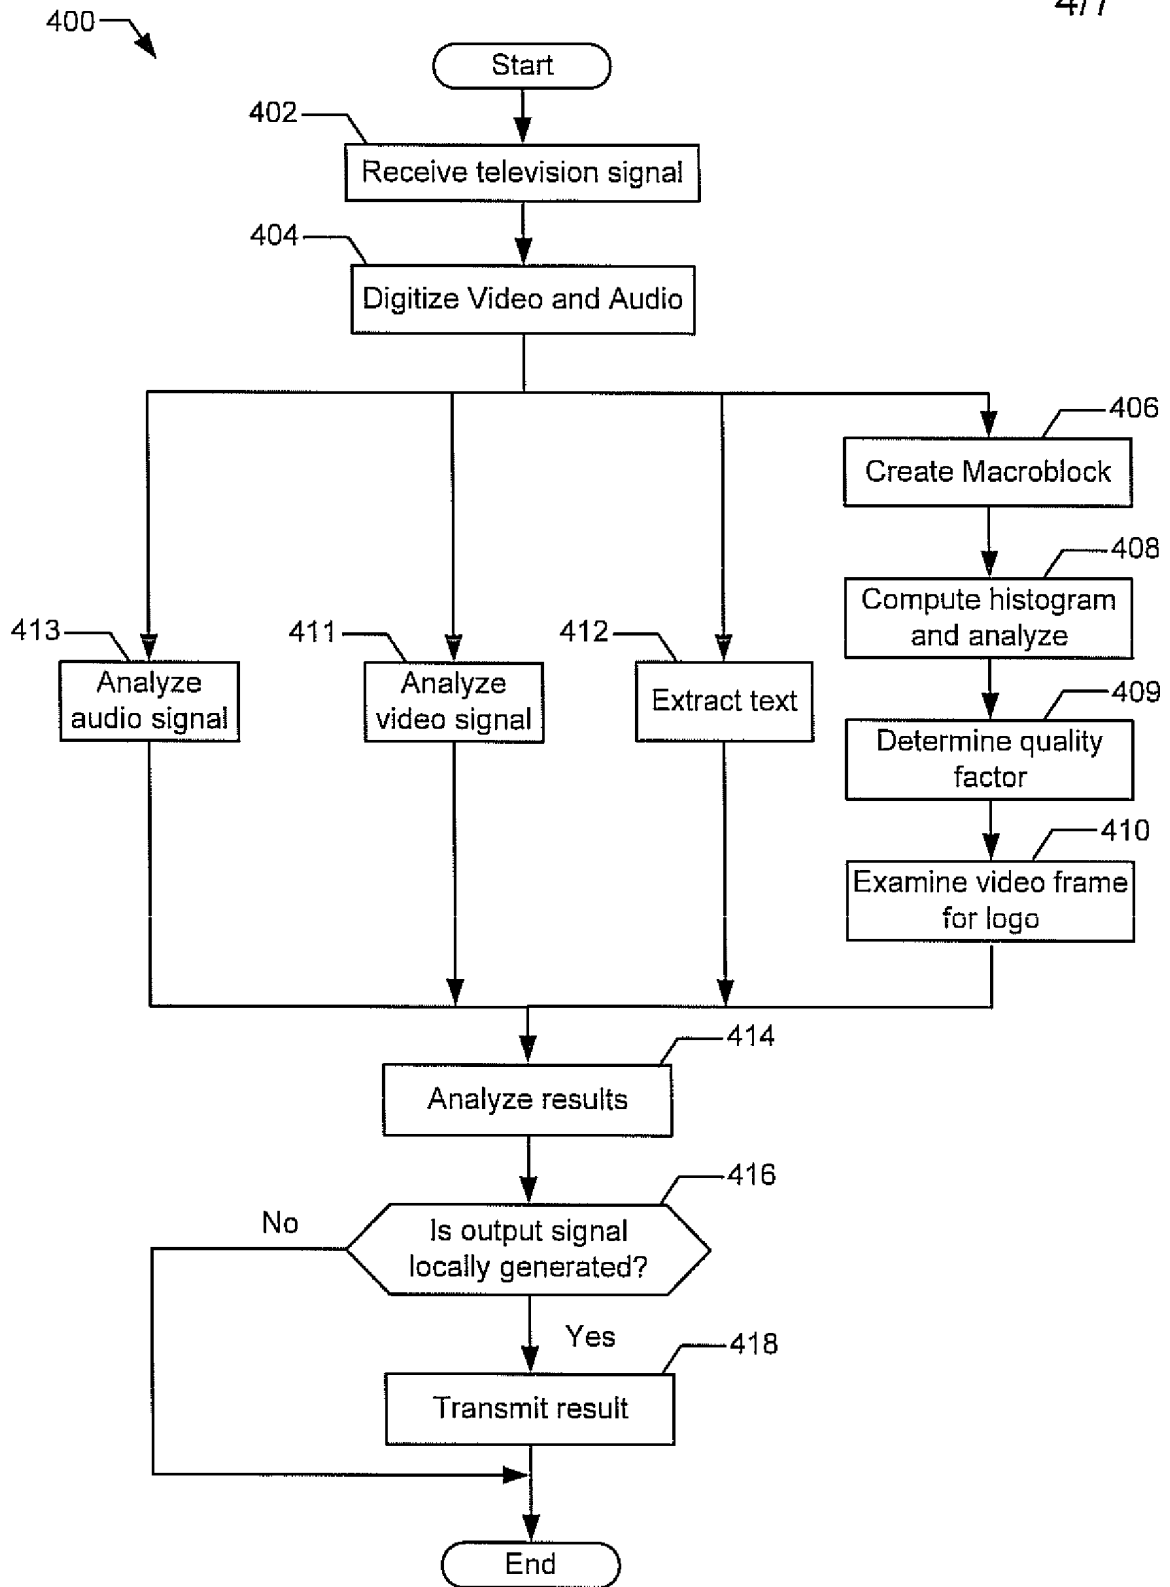 4/7
400
Start
402
Receive television signal
404
Digitize Video and Audio
406
Create Macroblock
408
Compute histogram
and analyze
413
Analyze
audio signal
411
Analyze
video signal
412
Extract text
409
Determine quality
factor
410
Examine video frame
for logo
414
Analyze results
416
Is output signal
locally generated?
No
Yes
418
Transmit result
End